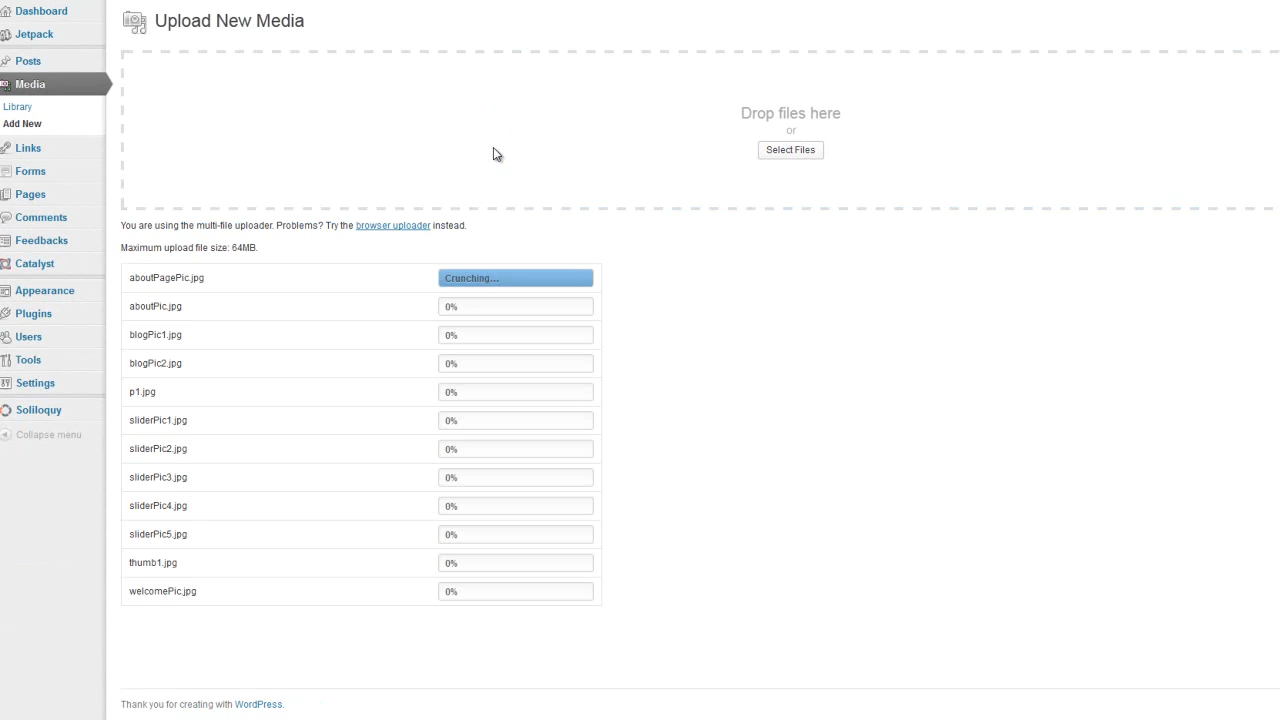 Dashboard
Jetpack
Posts
Media
Library
Add New
Links
Forms
Pages
Comments
Feedbacks
Catalyst
Appearance
Plugins
Users
Tools
Settings
Soliloquy
Collapse menu
Upload New Media
Drop files here
or
Select Files
You are using the multi-file uploader. Problems? Try the browser uploader instead.
Maximum upload file size: 64MB.
aboutPagePic.jpg Crunching...
aboutPic.jpg 0%
blogPic1.jpg 0%
blogPic2.jpg 0%
p1.jpg 0%
sliderPic1.jpg 0%
sliderPic2.jpg 0%
sliderPic3.jpg 0%
sliderPic4.jpg 0%
sliderPic5.jpg 0%
thumb1.jpg 0%
welcomePic.jpg 0%
Thank you for creating with WordPress.